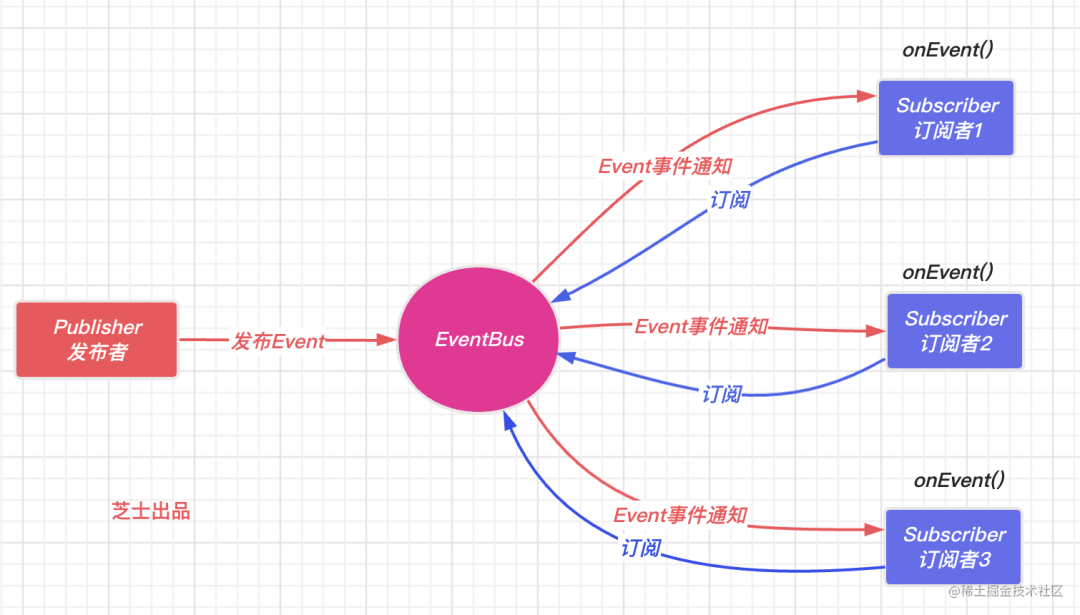 onEvent()
Subscriber
订阅者1
Event事件通知
订阅
onEvent()
Subscriber
订阅者2
Event事件通知
Publisher
发布者
发布Event
EventBus
订阅
onEvent()
芝士出品
Event事件通知
Subscriber
订阅者3
订阅
@稀土掘金技术社区